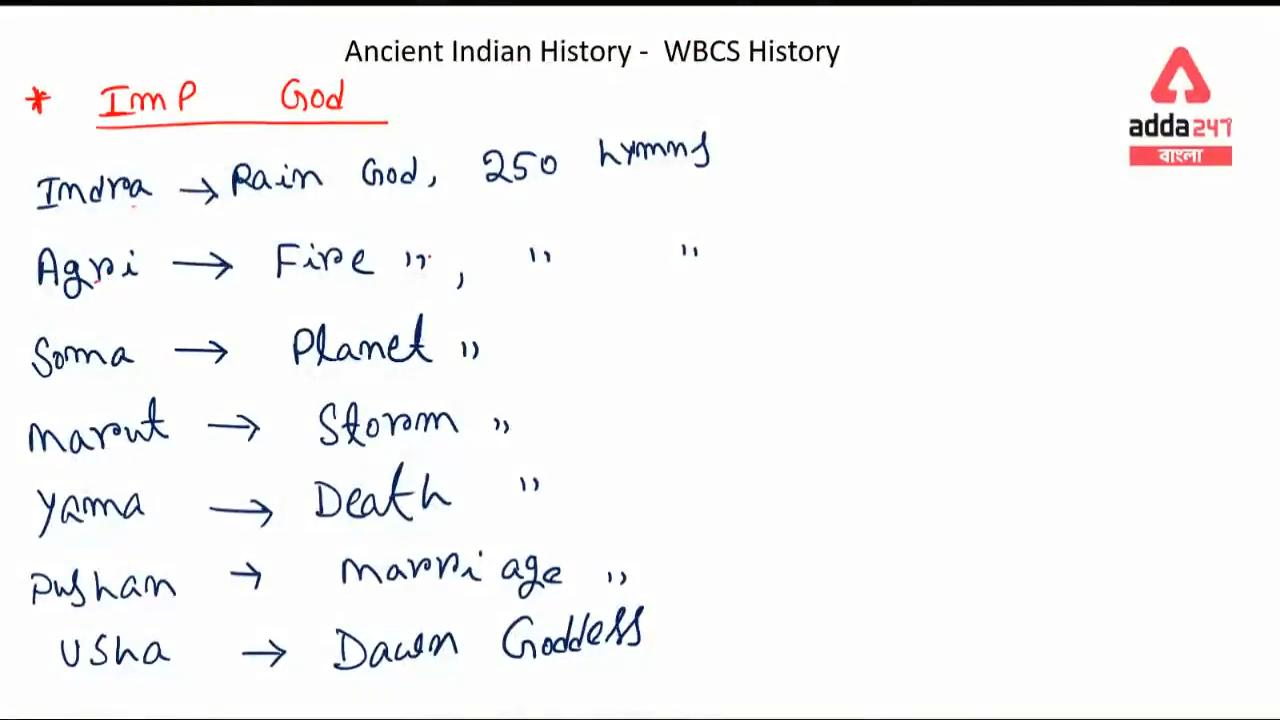 Ancient Indian History - WBCS History
* Imp God
adda247
বাংলা
Indra → Rain God, 250 hymns
Agni → Fire ", " "
Soma → Planet "
Marut → Storm "
Yama → Death "
Pushan → Marriage "
Usha → Dawn Goddess